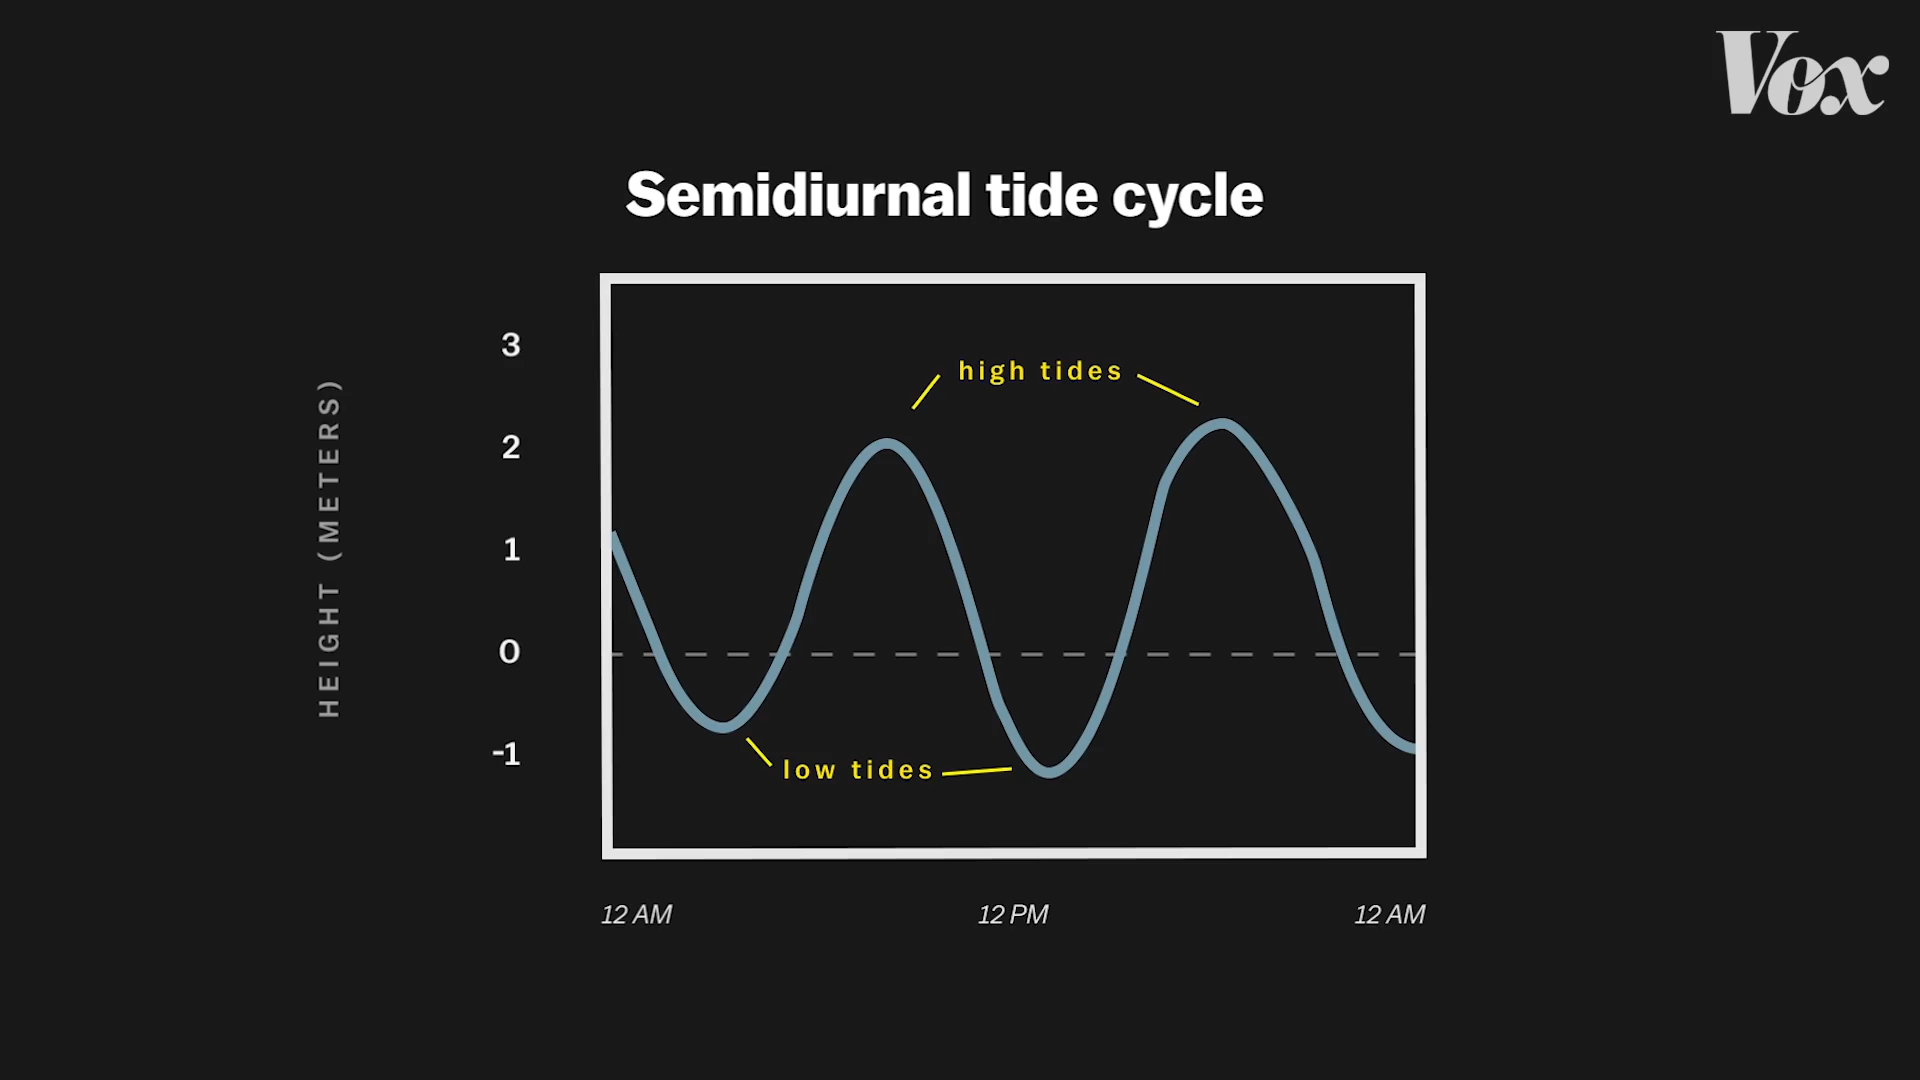 Vox
Semidiurnal tide cycle
HEIGHT (METERS)
3
2
1
0
-1
high tides
low tides
12 AM
12 PM
12 AM